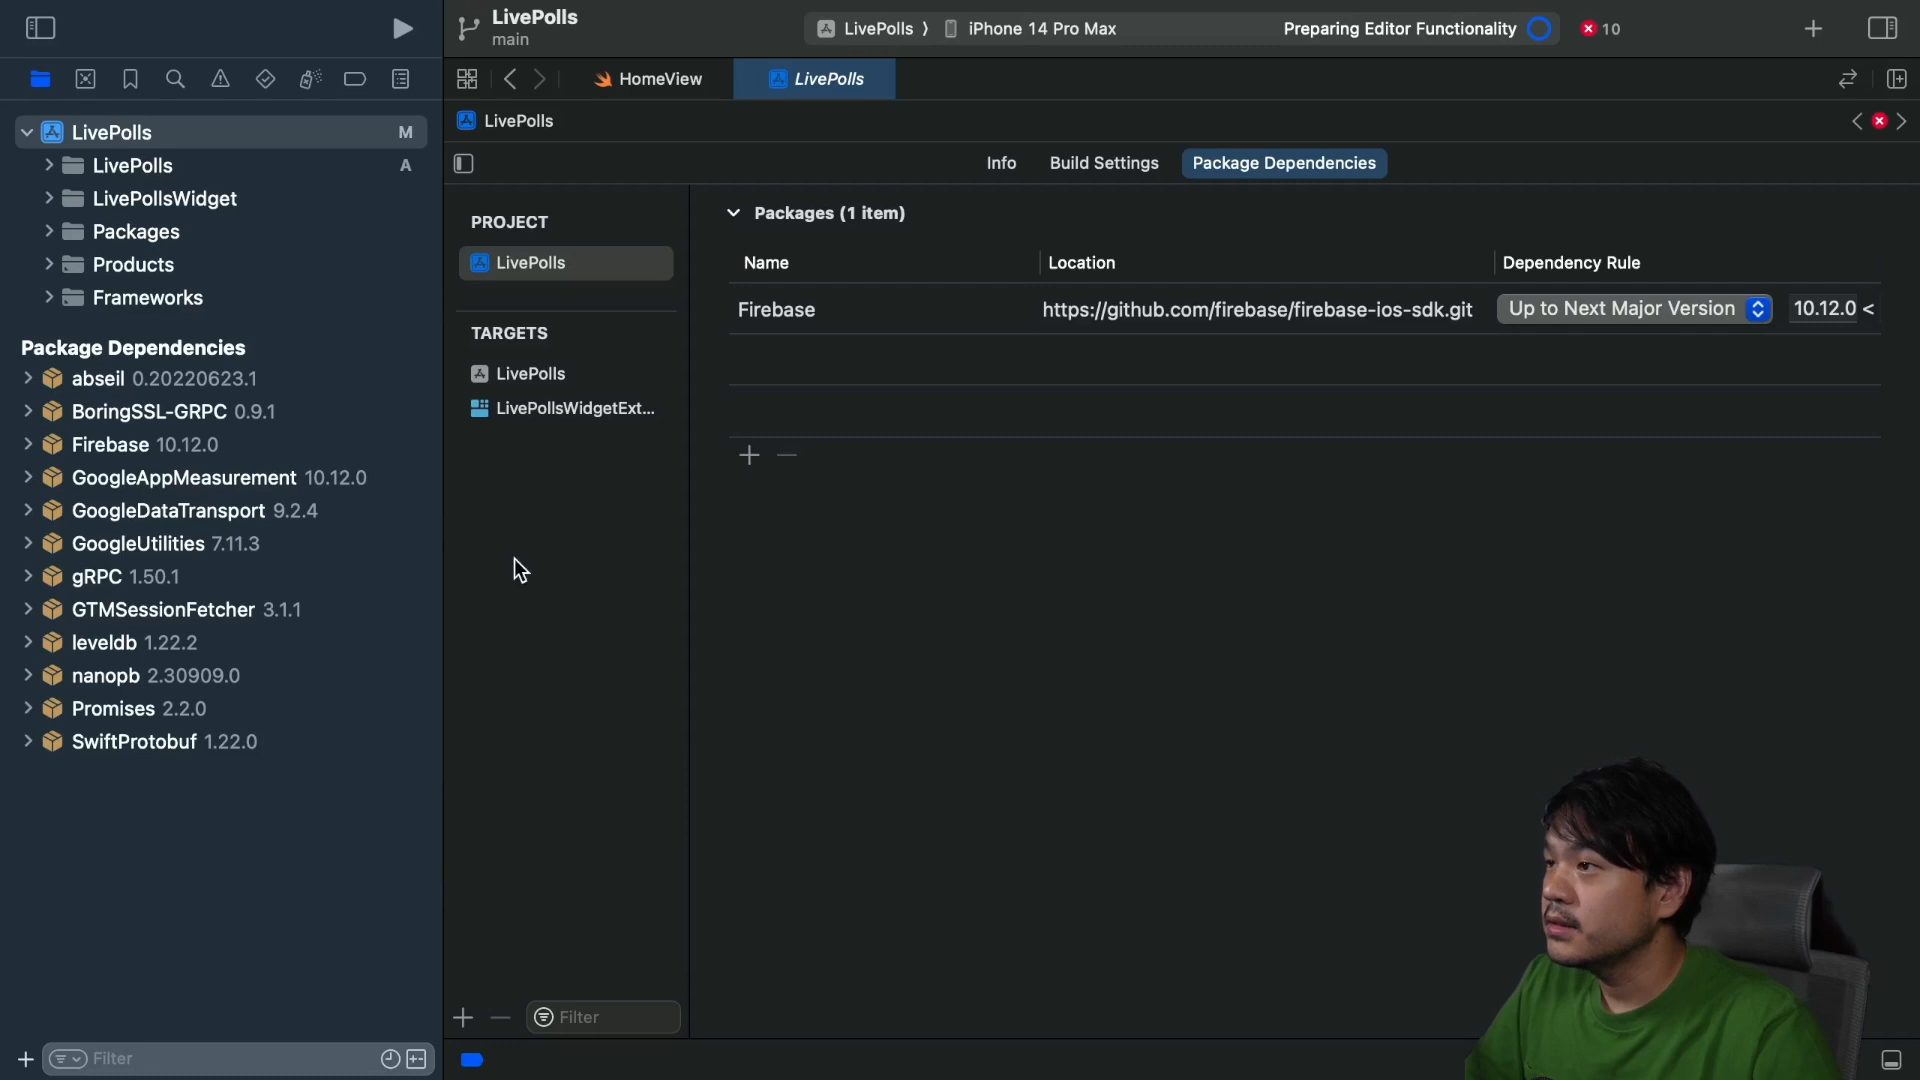 LivePolls
main
LivePolls 〉 iPhone 14 Pro Max
Preparing Editor Functionality
10
HomeView
LivePolls
LivePolls
Info
Build Settings
Package Dependencies
LivePolls M
LivePolls A
LivePollsWidget
Packages
Products
Frameworks
Package Dependencies
abseil 0.20220623.1
BoringSSL-GRPC 0.9.1
Firebase 10.12.0
GoogleAppMeasurement 10.12.0
GoogleDataTransport 9.2.4
GoogleUtilities 7.11.3
gRPC 1.50.1
GTMSessionFetcher 3.1.1
leveldb 1.22.2
nanopb 2.30909.0
Promises 2.2.0
SwiftProtobuf 1.22.0
Filter
PROJECT
LivePolls
TARGETS
LivePolls
LivePollsWidgetExt...
Filter
Packages (1 item)
Name Location Dependency Rule
Firebase https://github.com/firebase/firebase-ios-sdk.git Up to Next Major Version 10.12.0 <